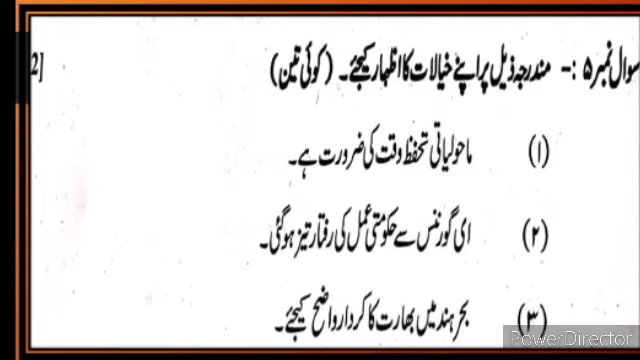 سوال نمبر ۵ :- مندرجہ ذیل پر اپنے خیالات کا اظہار کیجئے۔ (کوئی تین) 2]
(۱) ماحولیاتی تحفظ وقت کی ضرورت ہے۔
(۲) ای گورننس سے حکومتی عمل کی رفتار تیز ہوگئی۔
(۳) بحر ہند میں بھارت کا کردار واضح کیجئے۔
PowerDirector